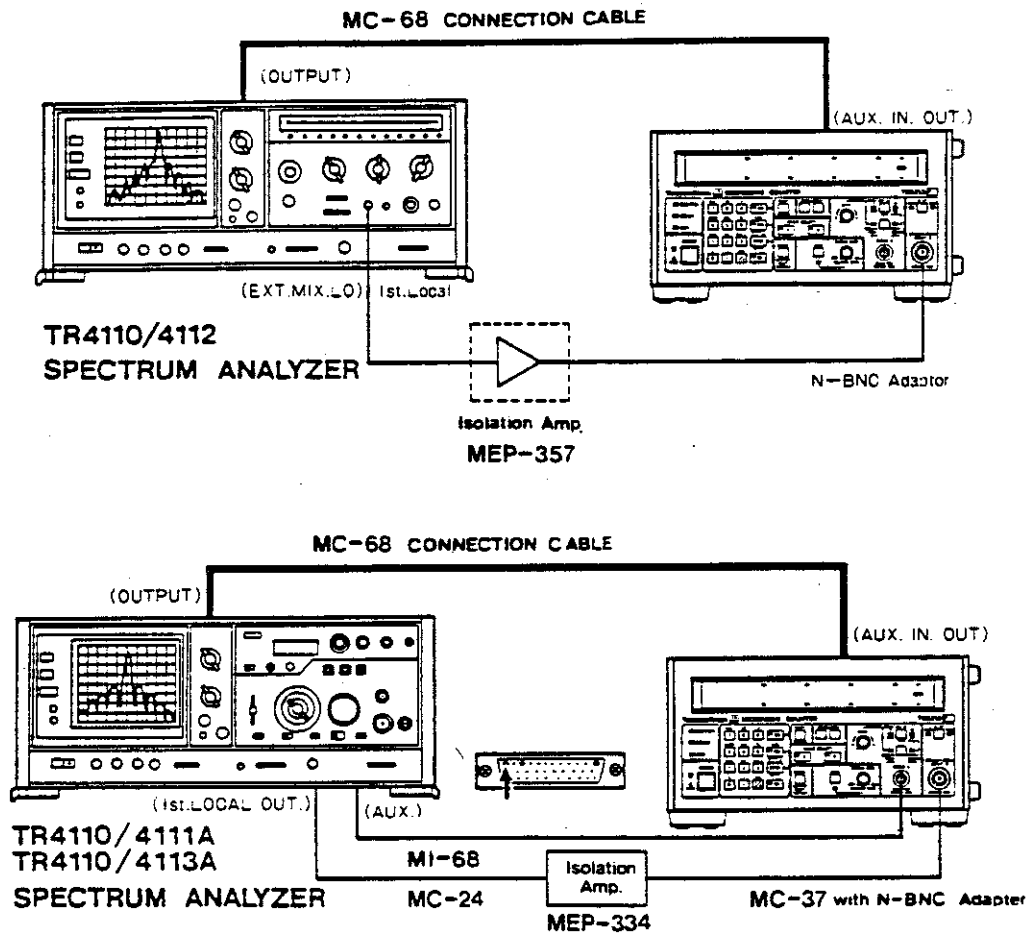 MC-68 CONNECTION CABLE
(OUTPUT)
(AUX. IN. OUT.)
(EXT.MIX.LO) 1st.Local
TR4110/4112
SPECTRUM ANALYZER
N-BNC Adaptor
Isolation Amp.
MEP-357
MC-68 CONNECTION CABLE
(OUTPUT)
(AUX. IN. OUT)
(1st.LOCAL OUT.)
(AUX.)
TR4110/4111A
TR4110/4113A
SPECTRUM ANALYZER
MI-68
MC-24
Isolation
Amp.
MEP-334
MC-37 with N-BNC Adapter